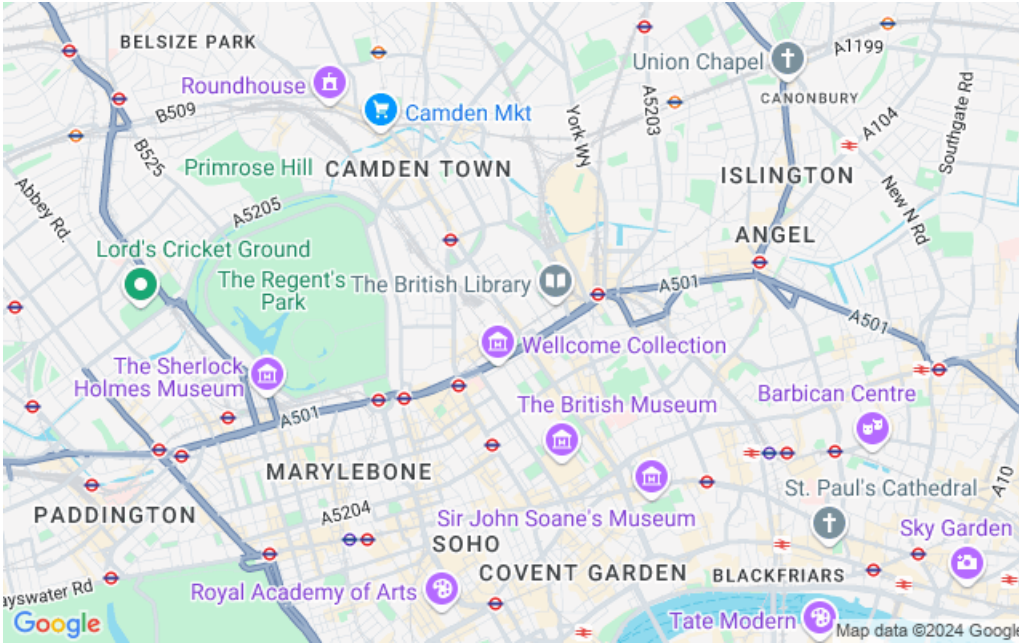 BELSIZE PARK
A1199
Union Chapel
Roundhouse
CANONBURY
B509
Camden Mkt
York WN
A5203
A104
Southgate Rd
B525
Primrose Hill
CAMDEN TOWN
ISLINGTON
Abbey Rd.
A5205
New N Rd
ANGEL
Lord's Cricket Ground
The Regent's
Park
The British Library
A501
A501
Wellcome Collection
The Sherlock
Holmes Museum
A501
The British Museum
Barbican Centre
MARYLEBONE
St. Paul's Cathedral
A10
PADDINGTON
A5204
Sir John Soane's Museum
Sky Garden
SOHO
COVENT GARDEN
BLACKFRIARS
ayswater Rd
Royal Academy of Arts
Tate Modern
Google
Map data ©2024 Google